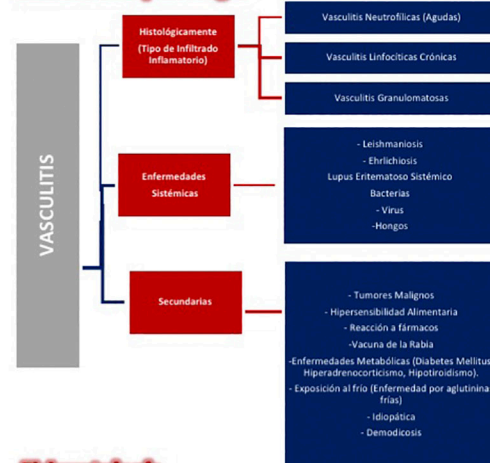 VASCULITIS
Histológicamente
(Tipo de Infiltrado
Inflamatorio)
Vasculitis Neutrofílicas (Agudas)
Vasculitis Linfocíticas Crónicas
Vasculitis Granulomatosas
Enfermedades
Sistémicas
- Leishmaniosis
- Ehrlichiosis
Lupus Eritematoso Sistémico
Bacterias
- Virus
-Hongos
Secundarias
- Tumores Malignos
- Hipersensibilidad Alimentaria
- Reacción a fármacos
-Vacuna de la Rabia
-Enfermedades Metabólicas (Diabetes Mellitus,
Hiperadrenocorticismo, Hipotiroidismo).
- Exposición al frío (Enfermedad por aglutininas
frías)
- Idiopática
- Demodicosis